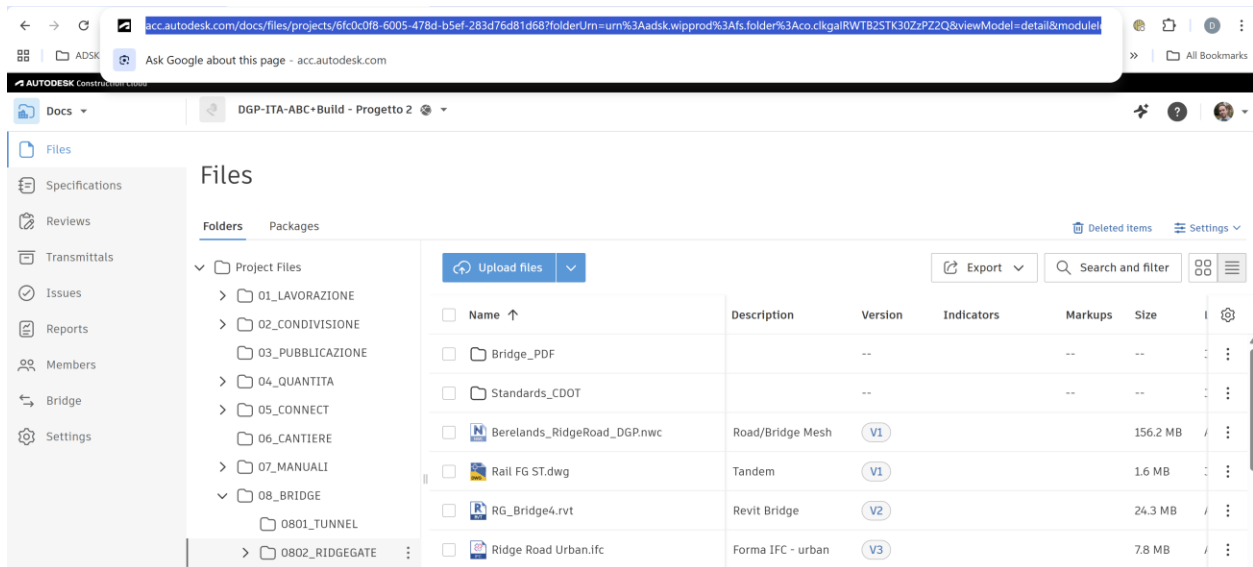 acc.autodesk.com/docs/files/projects/6fc0c0f8-6005-478d-b5ef-283d76d81d68?folderUrn=urn%3Aadsk.wipprod%3Afs.folder%3Aco.clkgaIRWTB2STK30ZzPZ2Q&viewModel=detail&moduleI
D
ADSK
Ask Google about this page - acc.autodesk.com
»
All Bookmarks
AUTODESK Construction Cloud
Docs
DGP-ITA-ABC+Build - Progetto 2
Files
Specifications
Reviews
Transmittals
Issues
Reports
Members
Bridge
Settings
Files
Folders Packages
Deleted items Settings
Project Files
01_LAVORAZIONE
02_CONDIVISIONE
03_PUBBLICAZIONE
04_QUANTITA
05_CONNECT
06_CANTIERE
07_MANUALI
08_BRIDGE
0801_TUNNEL
0802_RIDGEGATE
Upload files
Export
Search and filter
Name Description Version Indicators Markups Size
Bridge_PDF -- -- --
Standards_CDOT -- -- --
Berelands_RidgeRoad_DGP.nwc Road/Bridge Mesh V1 156.2 MB
Rail FG ST.dwg Tandem V1 1.6 MB
RG_Bridge4.rvt Revit Bridge V2 24.3 MB
Ridge Road Urban.ifc Forma IFC - urban V3 7.8 MB